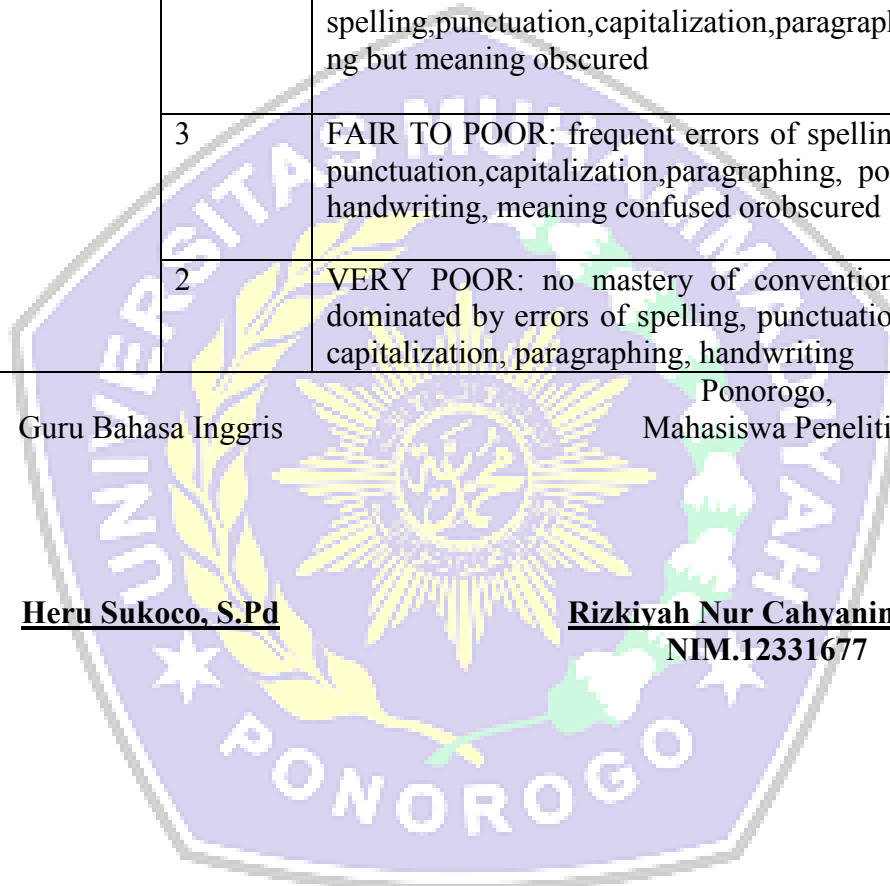 spelling,punctuation,capitalization,paragraph
ng but meaning obscured
3
FAIR TO POOR: frequent errors of spellin
punctuation,capitalization,paragraphing, po
handwriting, meaning confused orobscured
2
VERY POOR: no mastery of convention
dominated by errors of spelling, punctuatio
capitalization, paragraphing, handwriting
Ponorogo,
Guru Bahasa Inggris
Mahasiswa Peneliti
Heru Sukoco, S.Pd
Rizkiyah Nur Cahyanin
NIM.12331677
UNIVERSITAS MUHAMMADIYAH
PONOROGO